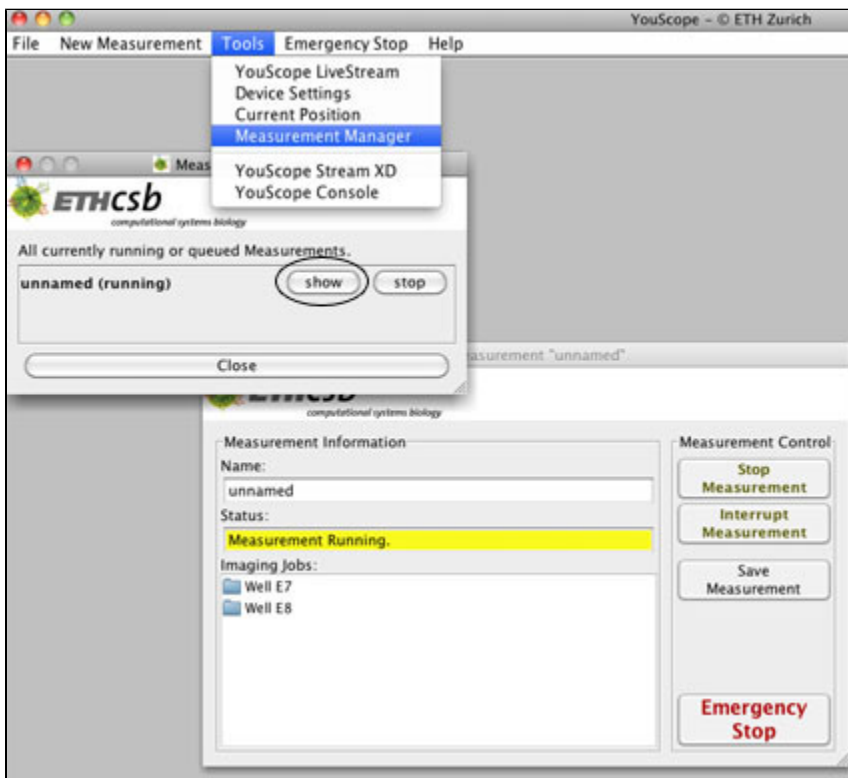 YouScope - © ETH Zurich
File New Measurement Tools Emergency Stop Help
YouScope LiveStream
Device Settings
Current Position
Measurement Manager
YouScope Stream XD
YouScope Console
ETHCSb
computational systems biology
All currently running or queued Measurements.
unnamed (running) show stop
Close
"unnamed"
computational systems biology
Measurement Information
Name:
unnamed
Status:
Measurement Running.
Imaging Jobs:
Well E7
Well E8
Measurement Control
Stop
Measurement
Interrupt
Measurement
Save
Measurement
Emergency
Stop